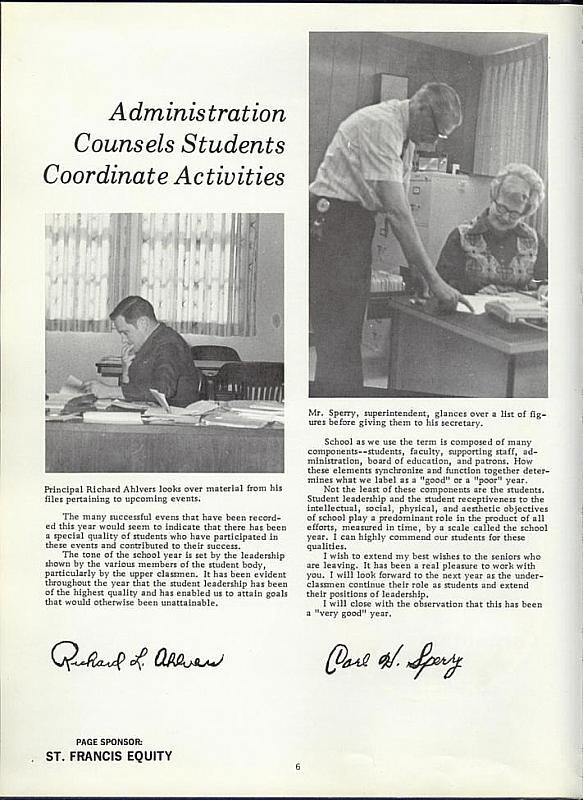 Administration
Counsels Students
Coordinate Activities
Principal Richard Ahlvers looks over material from his
files pertaining to upcoming events.
The many successful evens that have been record-
ed this year would seem to indicate that there has been
a special quality of students who have participated in
these events and contributed to their success.
The tone of the school year is set by the leadership
shown by the various members of the student body,
particularly by the upper classmen. It has been evident
throughout the year that the student leadership has been
of the highest quality and has enabled us to attain goals
that would otherwise been unattainable.
Richard L. Ahlvers
Mr. Sperry, superintendent, glances over a list of fig-
ures before giving them to his secretary.
School as we use the term is composed of many
components--students, faculty, supporting staff, ad-
ministration, board of education, and patrons. How
these elements synchronize and function together deter-
mines what we label as a "good" or a "poor" year.
Not the least of these components are the students.
Student leadership and the student receptiveness to the
intellectual, social, physical, and aesthetic objectives
of school play a predominant role in the product of all
efforts, measured in time, by a scale called the school
year. I can highly commend our students for these
qualities.
I wish to extend my best wishes to the seniors who
are leaving. It has been a real pleasure to work with
you. I will look forward to the next year as the under-
classmen continue their role as students and extend
their positions of leadership.
I will close with the observation that this has been
a "very good" year.
Carl H. Sperry
PAGE SPONSOR:
ST. FRANCIS EQUITY
6